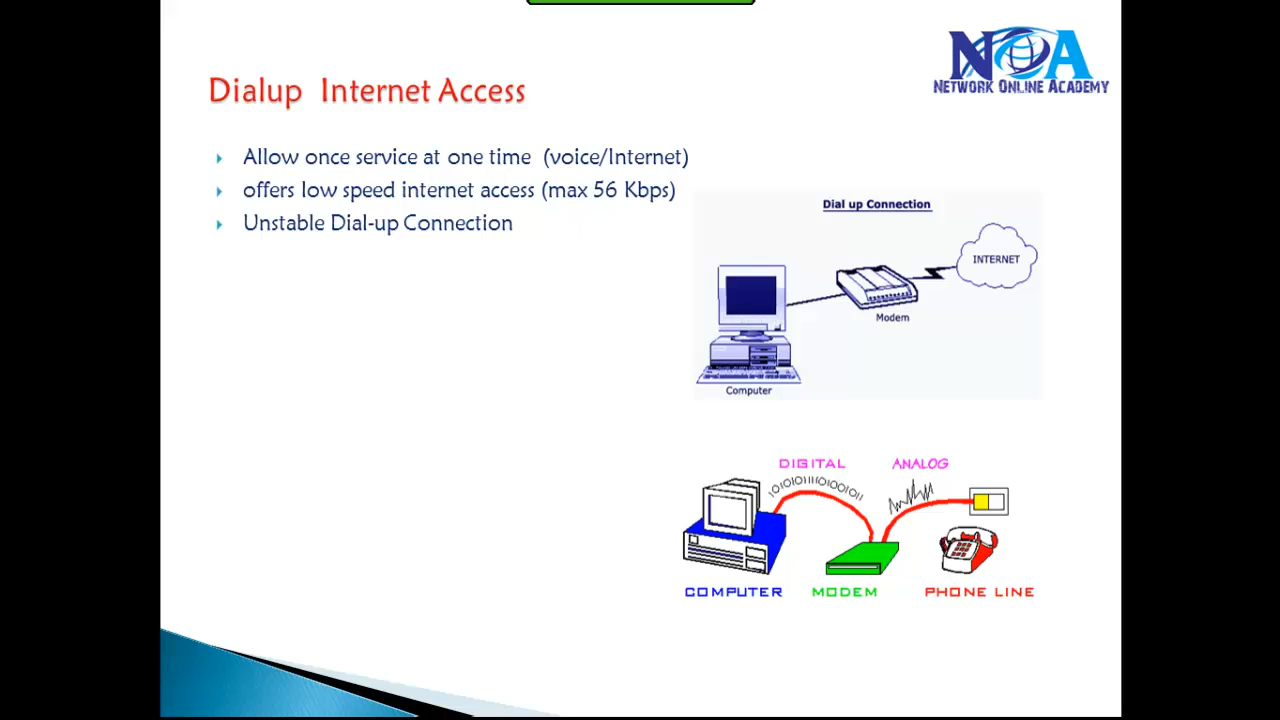 NOA
NETWORK ONLINE ACADEMY
Dialup Internet Access
Allow once service at one time (voice/Internet)
offers low speed internet access (max 56 Kbps)
Unstable Dial-up Connection
Dial up Connection
INTERNET
Modem
Computer
DIGITAL
ANALOG
COMPUTER
MODEM
PHONE LINE